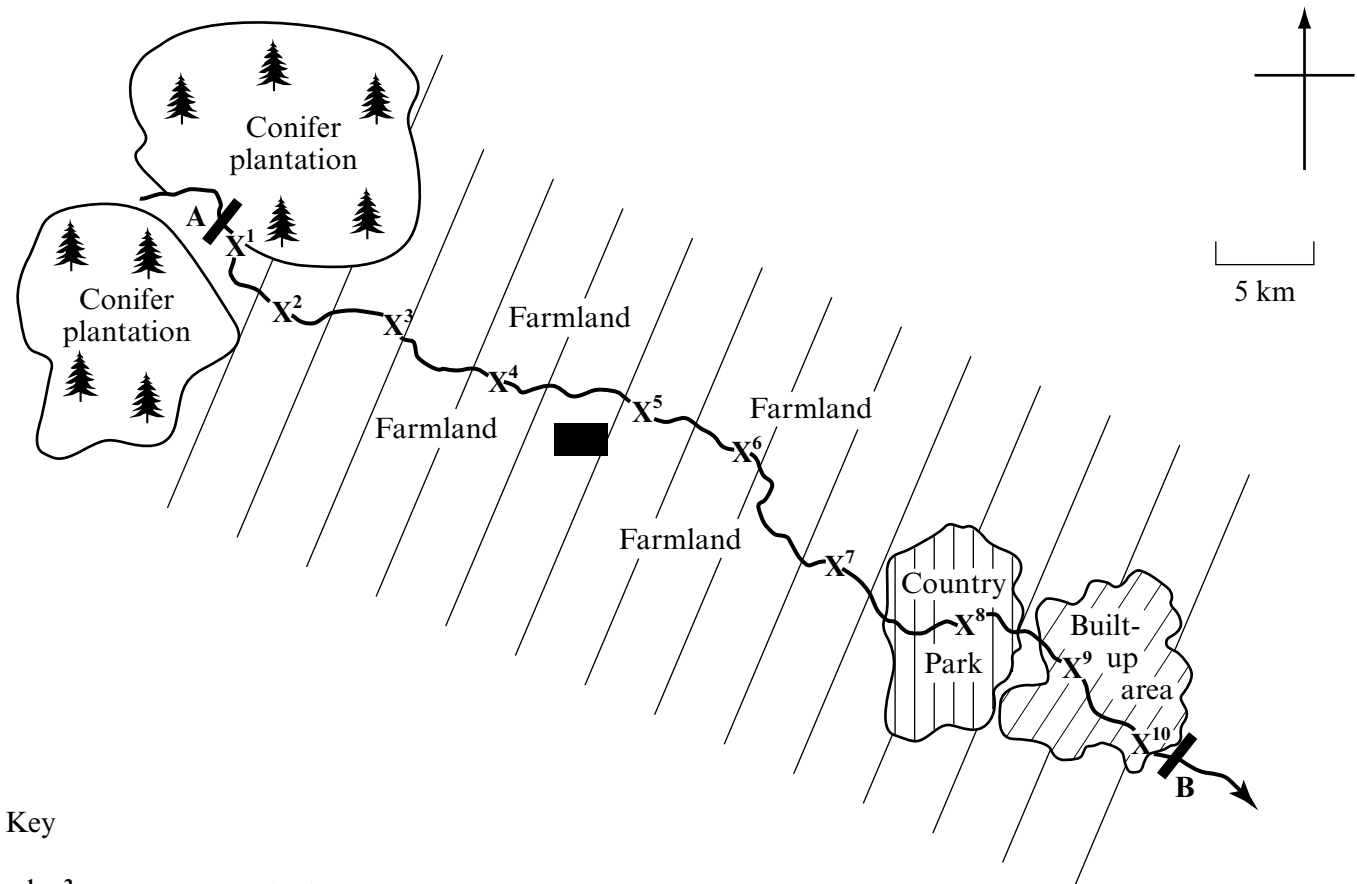 Conifer
plantation
A
X1
Conifer
plantation
X2
X3
Farmland
5 km
X4
Farmland
X5
Farmland
X6
Farmland
X7
Country
Park
X8
Built-
up
area
X9
X10
B
Key